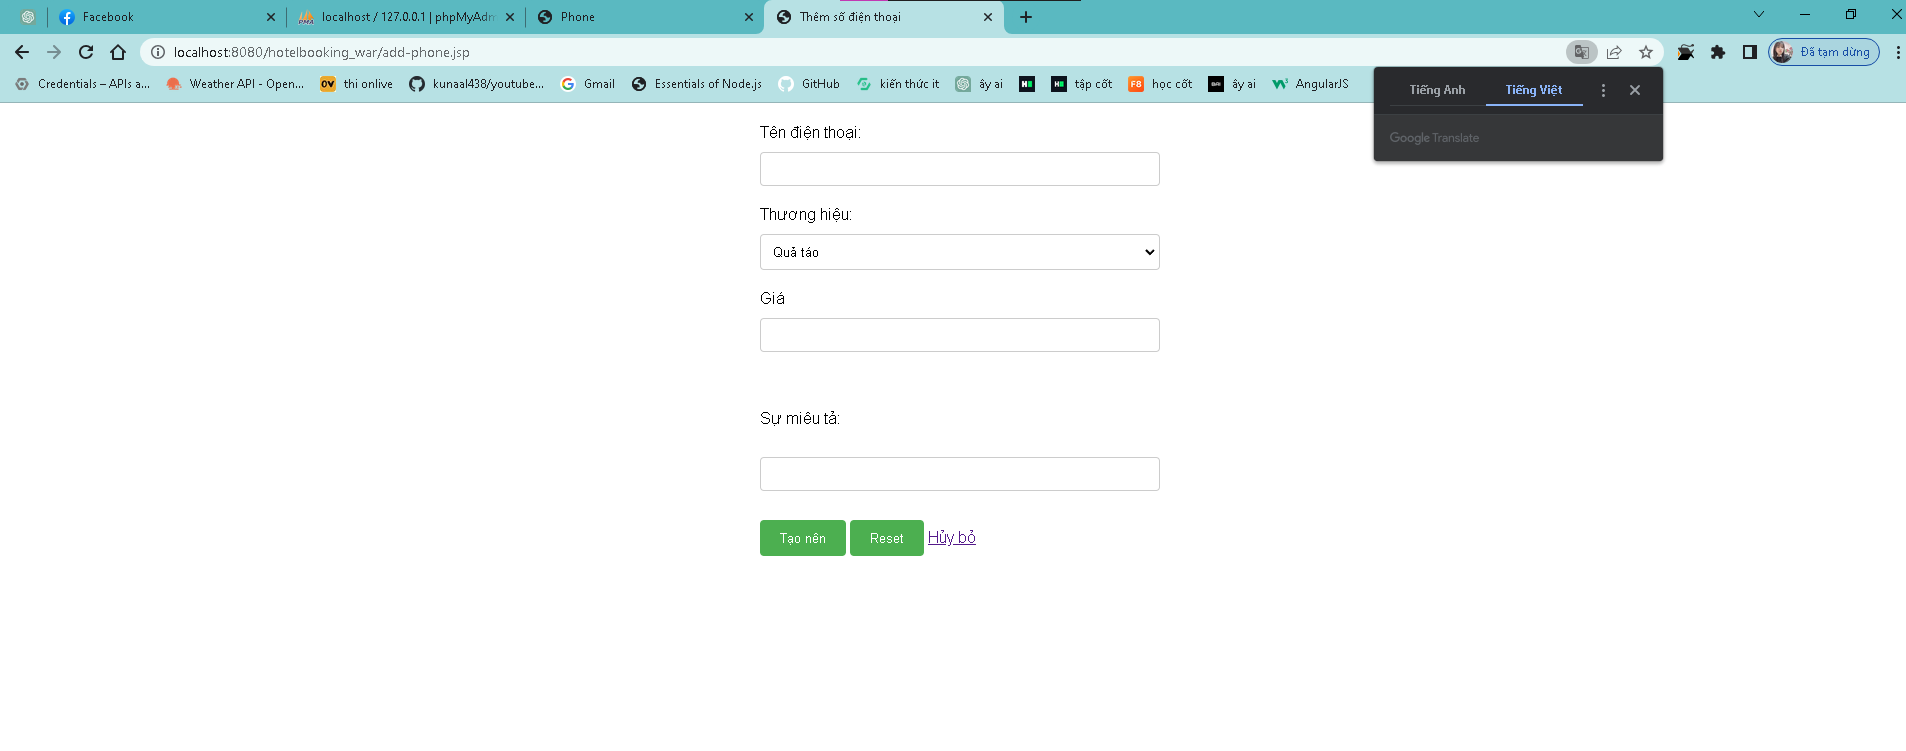 Facebook
localhost / 127.0.0.1 | phpMyAdm
Phone
Thêm số điện thoại
localhost:8080/hotelbooking_war/add-phone.jsp
Đã tạm dừng
Credentials – APIs a...
Weather API - Open...
OV thi onlive
kunaal438/youtube...
Gmail
Essentials of Node.js
GitHub
kiến thức it
ây ai
tập cốt
F8 học cốt
ây ai
AngularJS
Tiếng Anh
Tiếng Việt
Google Translate
Tên điện thoại:
Thương hiệu:
Quả táo
Giá
Sự miêu tả:
Tạo nên
Reset
Hủy bỏ